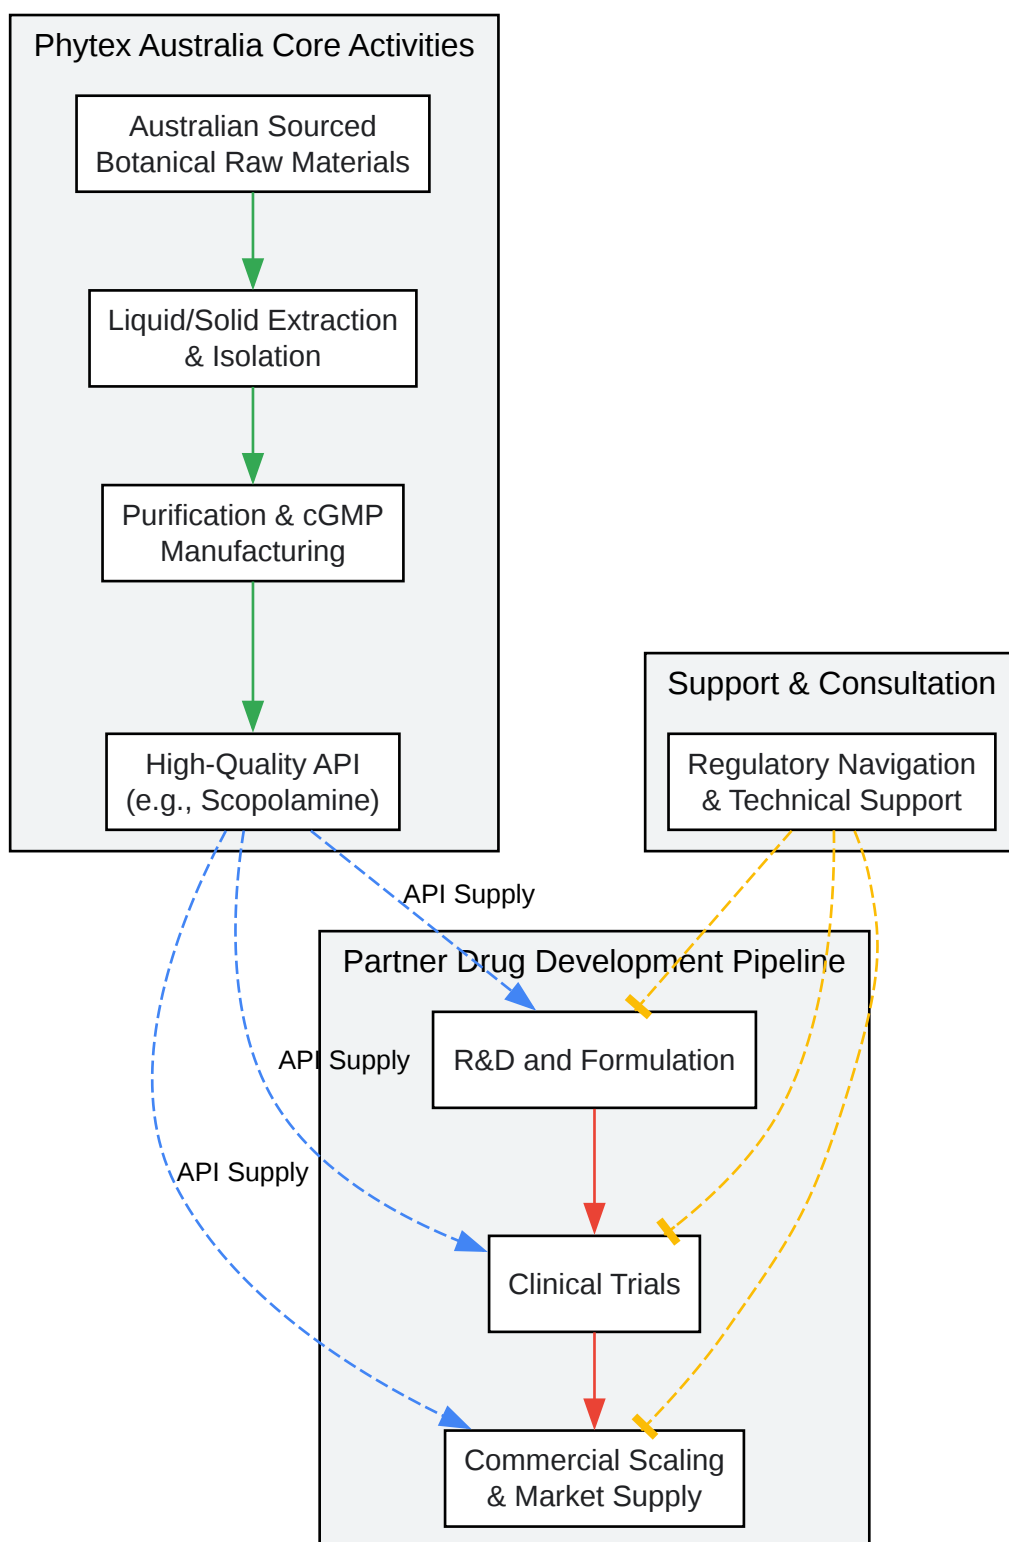 Phytex Australia Core Activities
Australian Sourced
Botanical Raw Materials
Liquid/Solid Extraction
& Isolation
Purification & cGMP
Manufacturing
High-Quality API
(e.g., Scopolamine)
Support & Consultation
Regulatory Navigation
& Technical Support
API Supply
Partner Drug Development Pipeline
R&D and Formulation
API Supply
API Supply
Clinical Trials
Commercial Scaling
& Market Supply